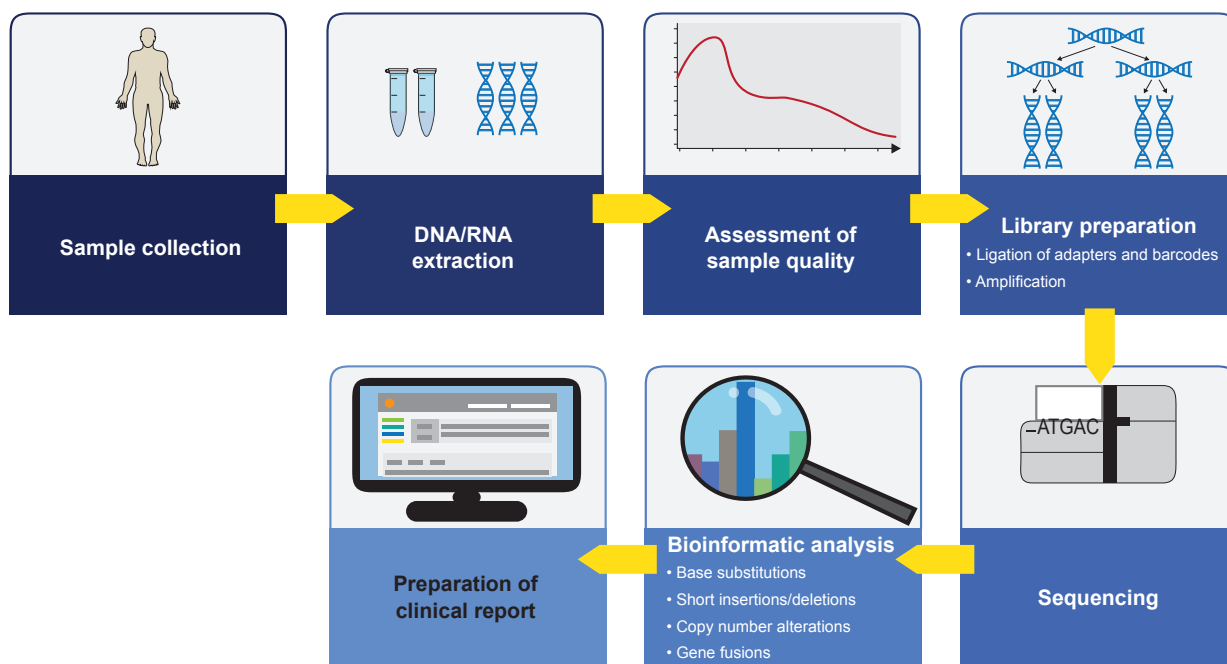 Sample collection
DNA/RNA
extraction
Assessment of
sample quality
Library preparation
• Ligation of adapters and barcodes
• Amplification
–ATGAC
Sequencing
Bioinformatic analysis
• Base substitutions
• Short insertions/deletions
• Copy number alterations
• Gene fusions
Preparation of
clinical report